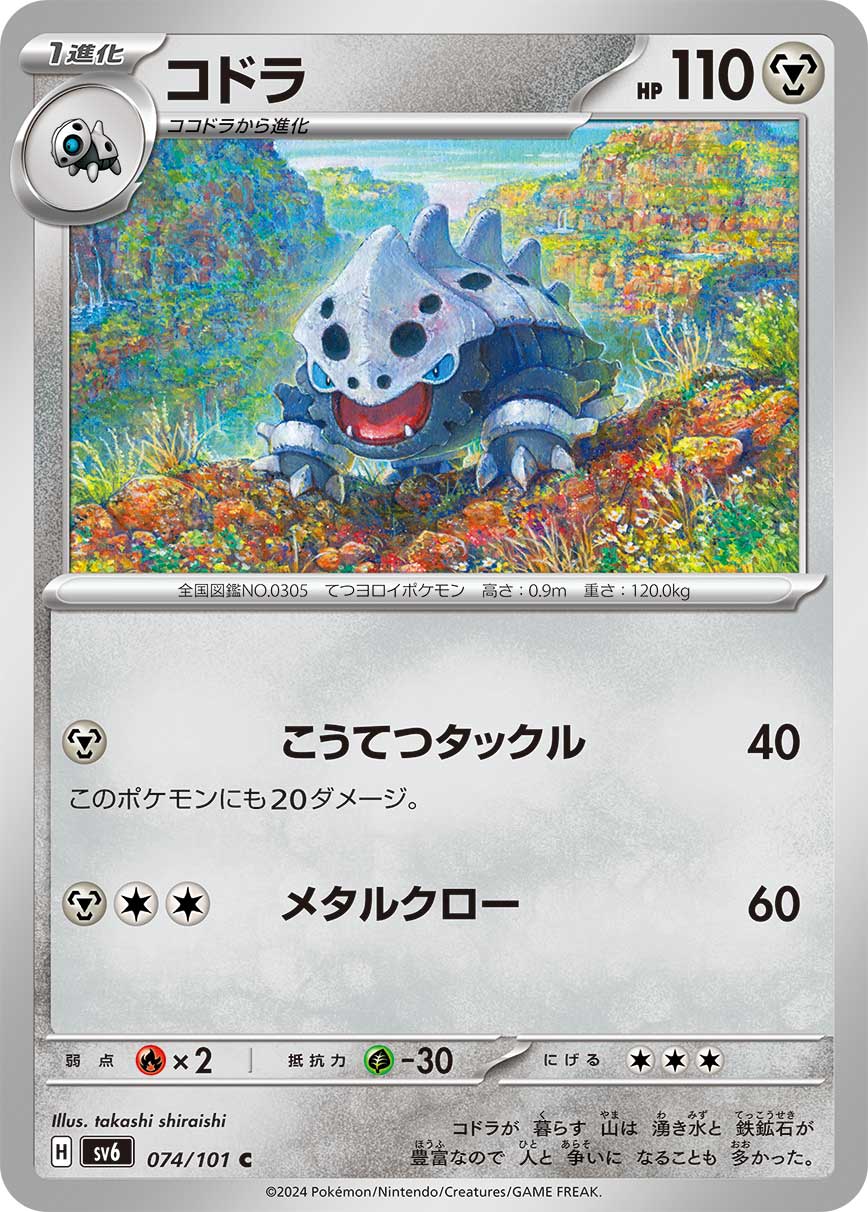 1進化
コドラ
HP 110
ココドラから進化
全国図鑑NO.0305 てつヨロイポケモン 高さ：0.9m 重さ：120.0kg
こうてつタックル 40
このポケモンにも20ダメージ。
メタルクロー 60
弱点 ×2 抵抗力 -30 にげる
Illus. takashi shiraishi
H sv6 074/101 C
コドラが 暮らす 山は 湧き水と 鉄鉱石が
豊富なので 人と 争いに なることも 多かった。
©2024 Pokémon/Nintendo/Creatures/GAME FREAK.